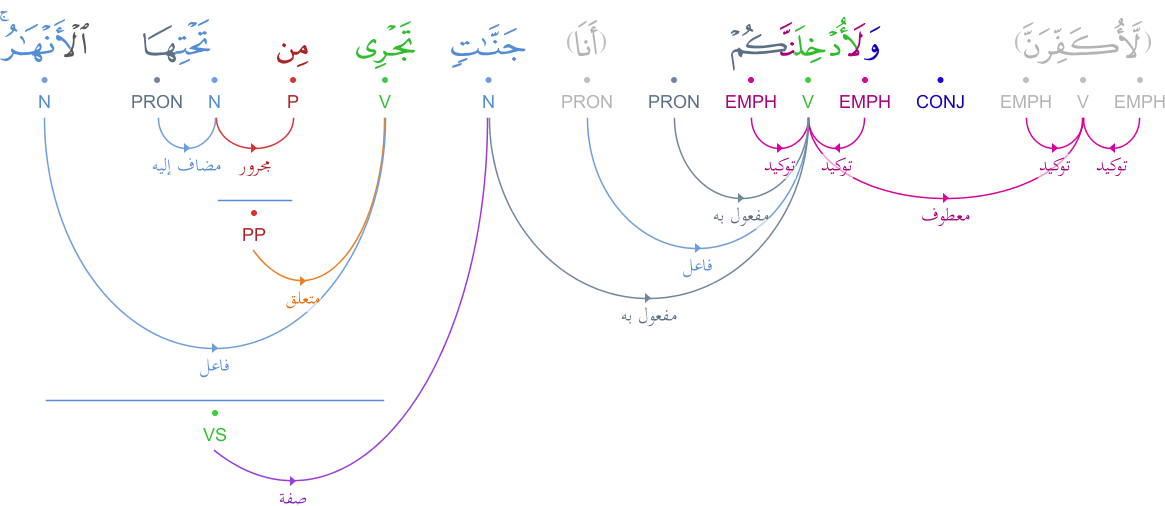 (لَّأُكَفِّرَنَّ) وَلَأُدْخِلَنَّكُمْ (أَنَا) جَنَّـٰتٍ تَجْرِى مِن تَحْتِهَا ٱلْأَنْهَـٰرُ ۚ
EMPH V EMPH CONJ EMPH V EMPH PRON PRON N V P N PRON N
توكيد توكيد توكيد توكيد مجرور مضاف إليه
معطوف مفعول به
PP
فاعل
متعلق
مفعول به
فاعل
VS
صفة